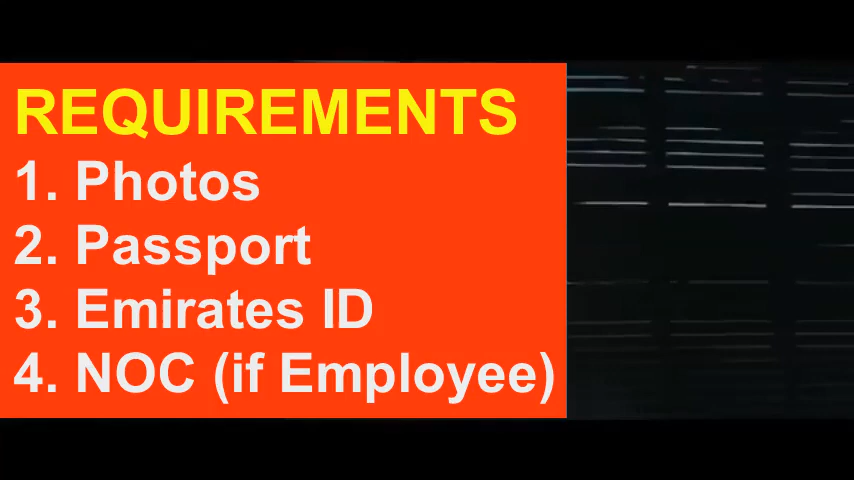 REQUIREMENTS
1. Photos
2. Passport
3. Emirates ID
4. NOC (if Employee)